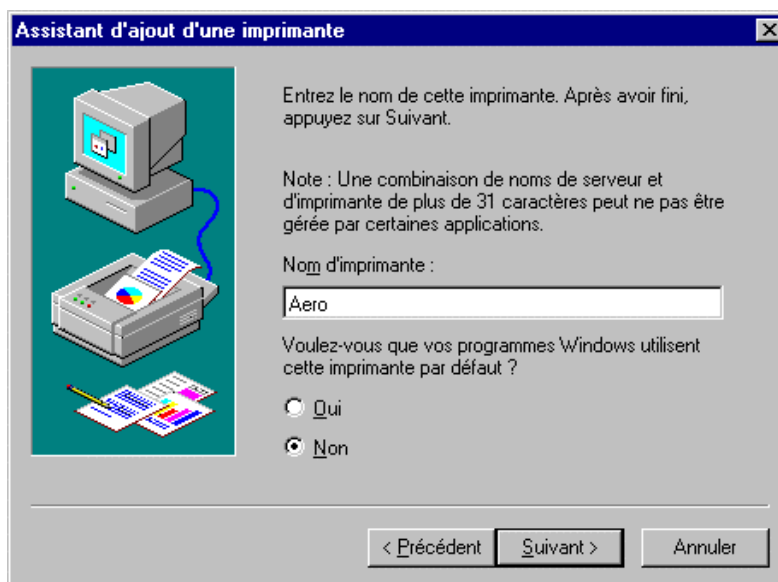 Assistant d'ajout d'une imprimante
Entrez le nom de cette imprimante. Après avoir fini,
appuyez sur Suivant.
Note : Une combinaison de noms de serveur et
d'imprimante de plus de 31 caractères peut ne pas être
gérée par certaines applications.
Nom d'imprimante :
Aero
Voulez-vous que vos programmes Windows utilisent
cette imprimante par défaut ?
Oui
Non
< Précédent
Suivant >
Annuler